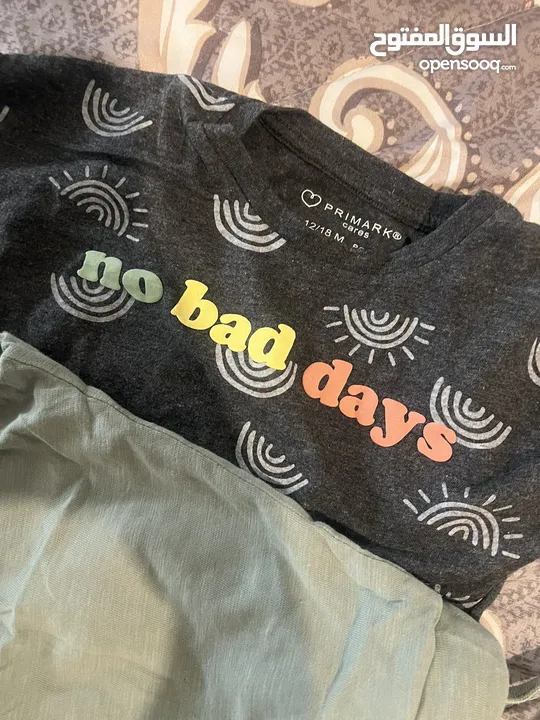 السوق المفتوح
opensooq.com
PRIMARK®
cares
12/18 M
no bad days